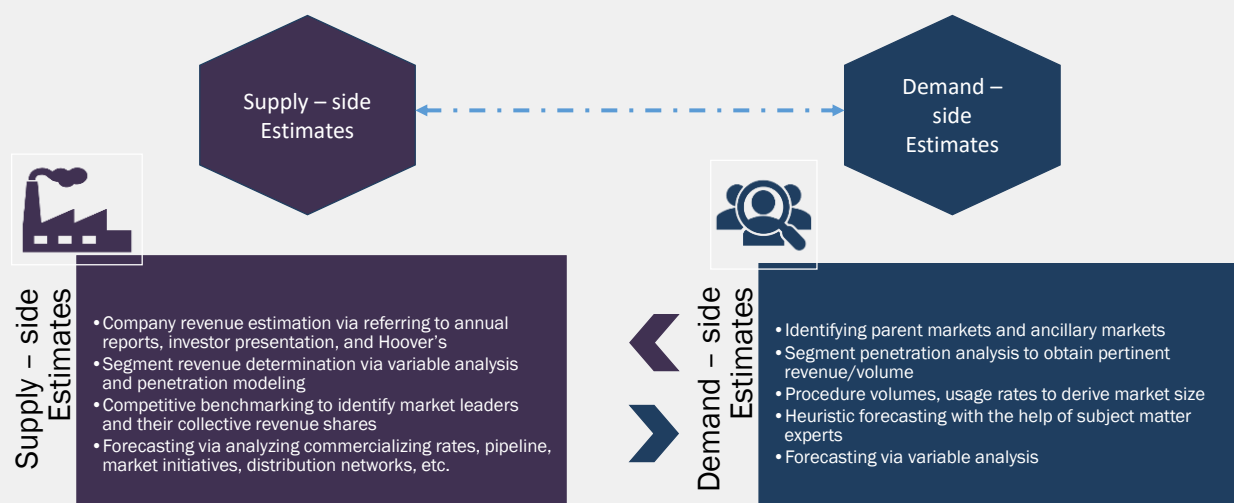 Supply – side
Estimates
Demand –
side
Estimates
Supply – side
Estimates
•Company revenue estimation via referring to annual
reports, investor presentation, and Hoover’s
•Segment revenue determination via variable analysis
and penetration modeling
•Competitive benchmarking to identify market leaders
and their collective revenue shares
•Forecasting via analyzing commercializing rates, pipeline,
market initiatives, distribution networks, etc.
Demand – side
Estimates
•Identifying parent markets and ancillary markets
•Segment penetration analysis to obtain pertinent
revenue/volume
•Procedure volumes, usage rates to derive market size
•Heuristic forecasting with the help of subject matter
experts
•Forecasting via variable analysis